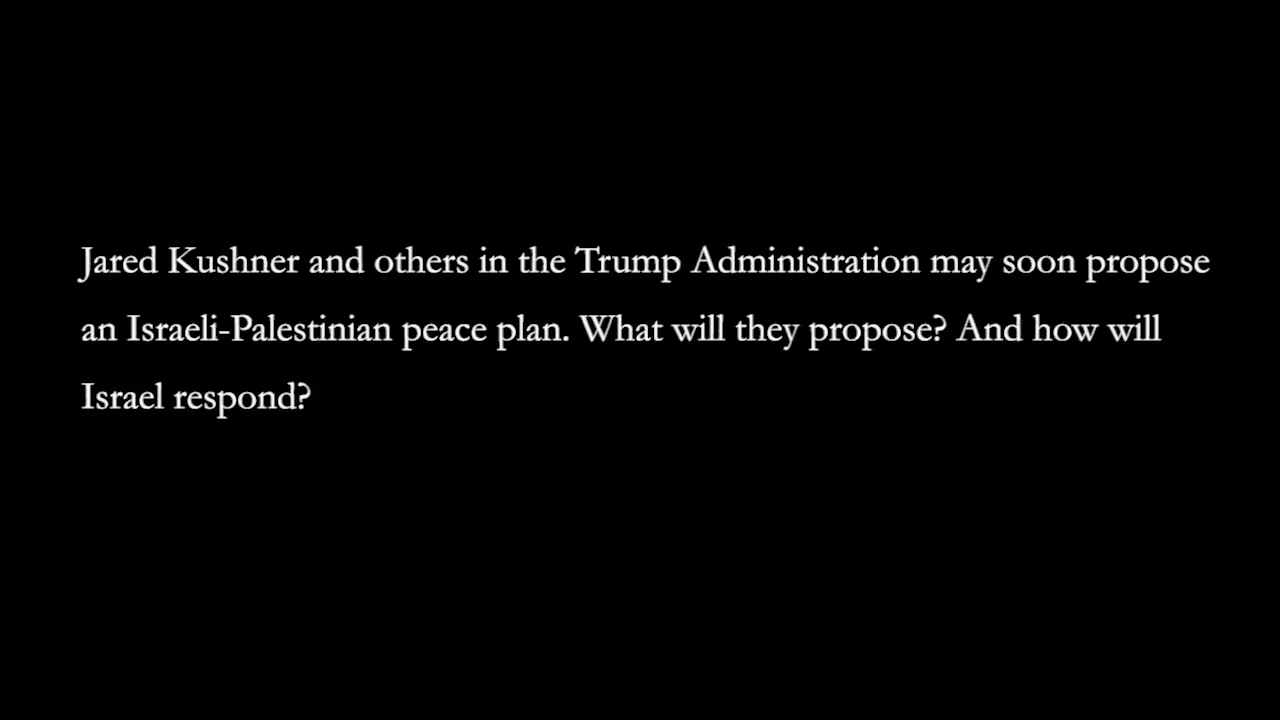 Jared Kushner and others in the Trump Administration may soon propose
an Israeli-Palestinian peace plan. What will they propose? And how will
Israel respond?